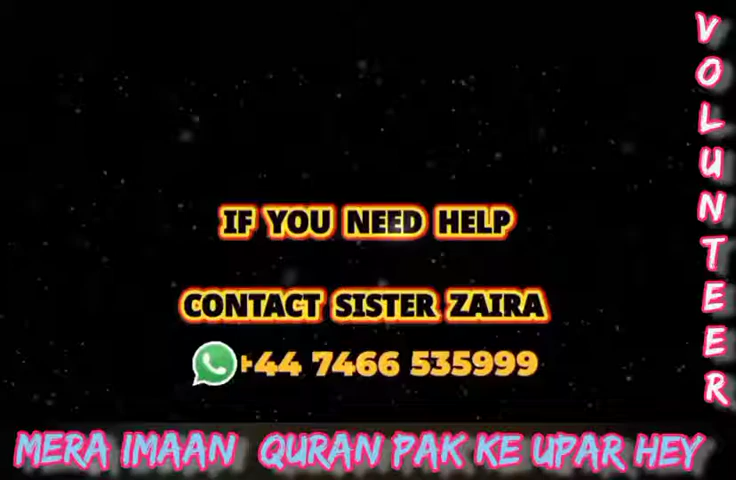 IF YOU NEED HELP
CONTACT SISTER ZAIRA
+44 7466 535999
MERA IMAAN QURAN PAK KE UPAR HEY
VOLUNTEER